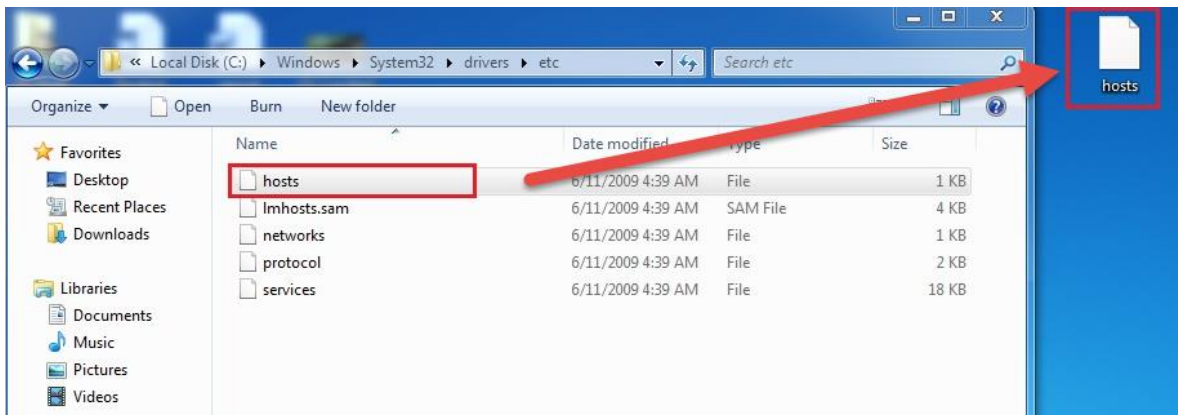 « Local Disk (C:) ▸ Windows ▸ System32 ▸ drivers ▸ etc
Search etc
hosts
Organize ▾ Open Burn New folder
Favorites
Desktop
Recent Places
Downloads
Libraries
Documents
Music
Pictures
Videos
Name Date modified Type Size
hosts 6/11/2009 4:39 AM File 1 KB
lmhosts.sam 6/11/2009 4:39 AM SAM File 4 KB
networks 6/11/2009 4:39 AM File 1 KB
protocol 6/11/2009 4:39 AM File 2 KB
services 6/11/2009 4:39 AM File 18 KB